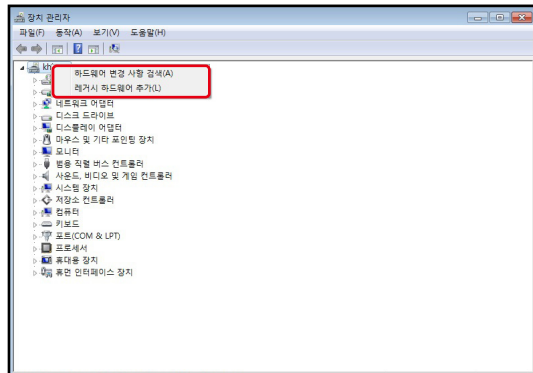 장치 관리자
파일(F) 동작(A) 보기(V) 도움말(H)
하드웨어 변경 사항 검색(A)
레거시 하드웨어 추가(L)
네트워크 어댑터
디스크 드라이브
디스플레이 어댑터
마우스 및 기타 포인팅 장치
모니터
범용 직렬 버스 컨트롤러
사운드, 비디오 및 게임 컨트롤러
시스템 장치
저장소 컨트롤러
컴퓨터
키보드
포트(COM & LPT)
프로세서
휴대용 장치
휴먼 인터페이스 장치